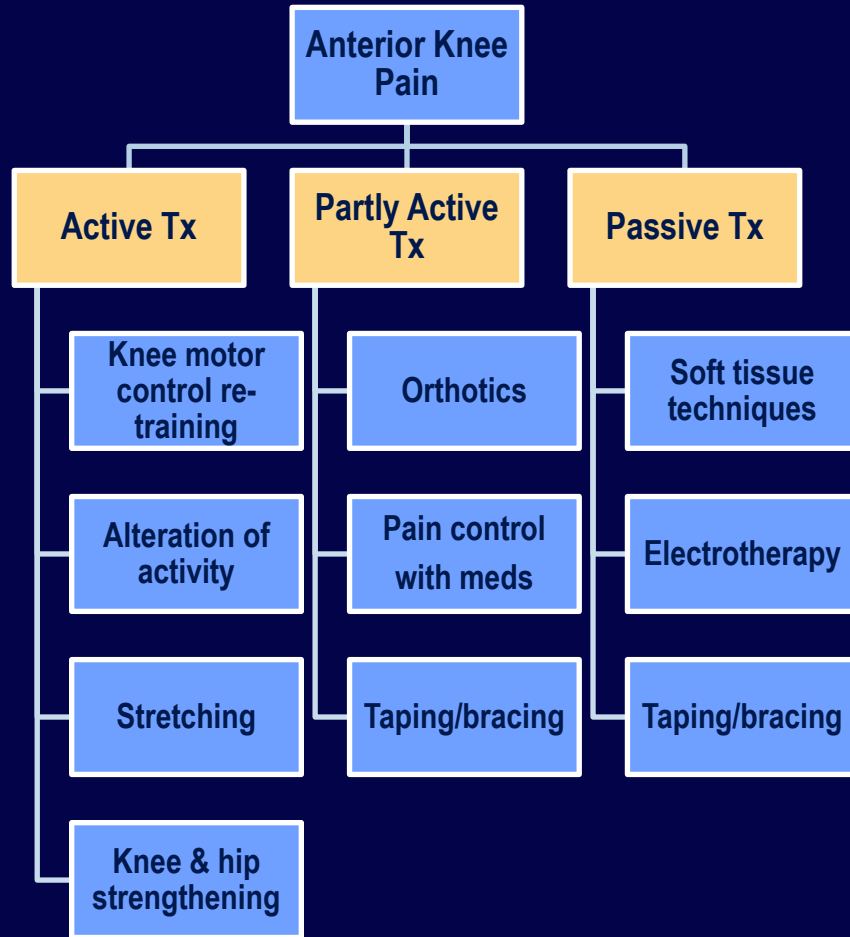 Anterior Knee
Pain
Active Tx
Partly Active
Tx
Passive Tx
Knee motor
control re-
training
Orthotics
Soft tissue
techniques
Alteration of
activity
Pain control
with meds
Electrotherapy
Stretching
Taping/bracing
Taping/bracing
Knee & hip
strengthening